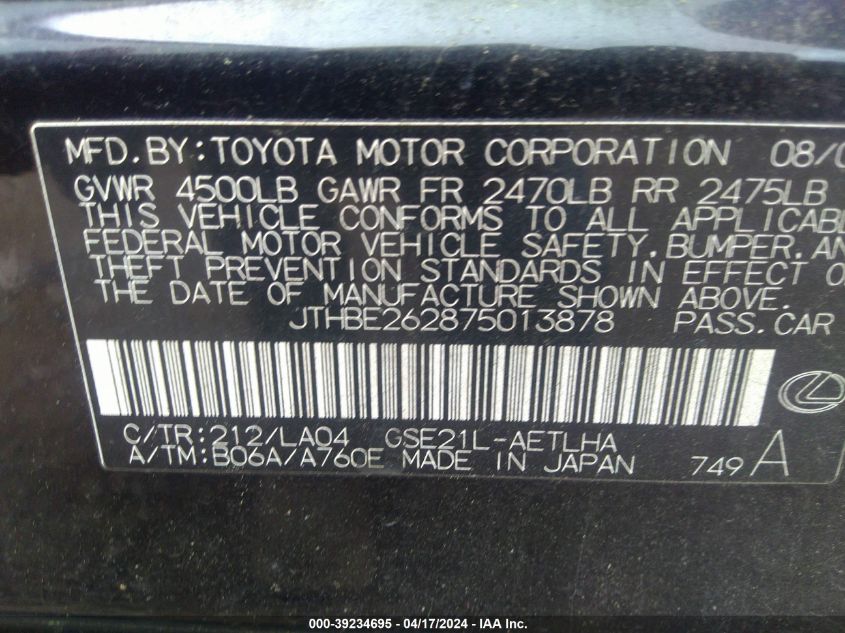 MFD. BY: TOYOTA MOTOR CORPORATION 08/0
GVWR 4500LB GAWR FR 2470LB RR 2475LB
THIS VEHICLE CONFORMS TO ALL APPLICABLE
FEDERAL MOTOR VEHICLE SAFETY, BUMPER, AN
THEFT PREVENTION STANDARDS IN EFFECT O
THE DATE OF MANUFACTURE SHOWN ABOVE.
JTHBE262875013878 PASS. CAR
C/TR: 212/LA04 GSE21L-AETLHA
A/TM: B06A/A760E MADE IN JAPAN 749 A
000-39234695 - 04/17/2024 - IAA Inc.